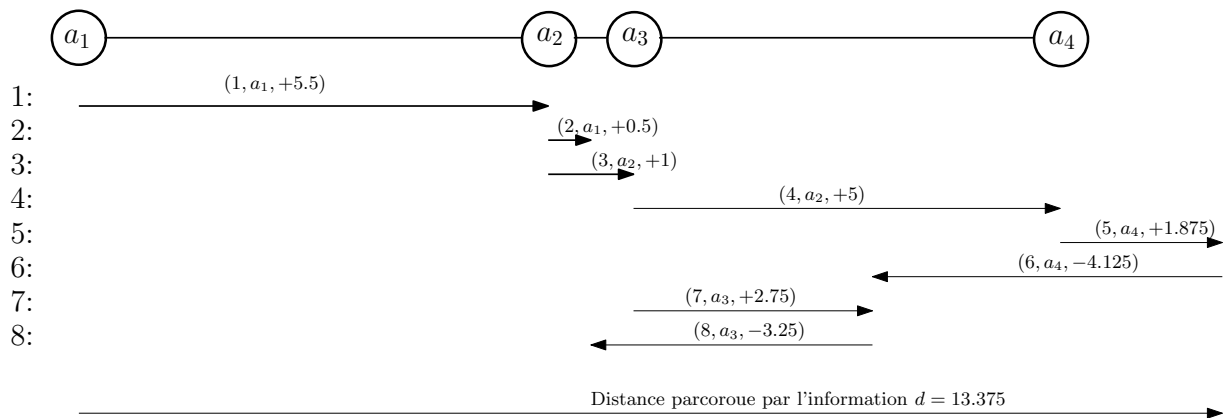 a₁ a₂ a₃ a₄
1: (1, a₁, +5.5)
2: (2, a₁, +0.5)
3: (3, a₂, +1)
4: (4, a₂, +5)
5: (5, a₄, +1.875)
6: (6, a₄, −4.125)
7: (7, a₃, +2.75)
8: (8, a₃, −3.25)
Distance parcoroue par l'information d = 13.375